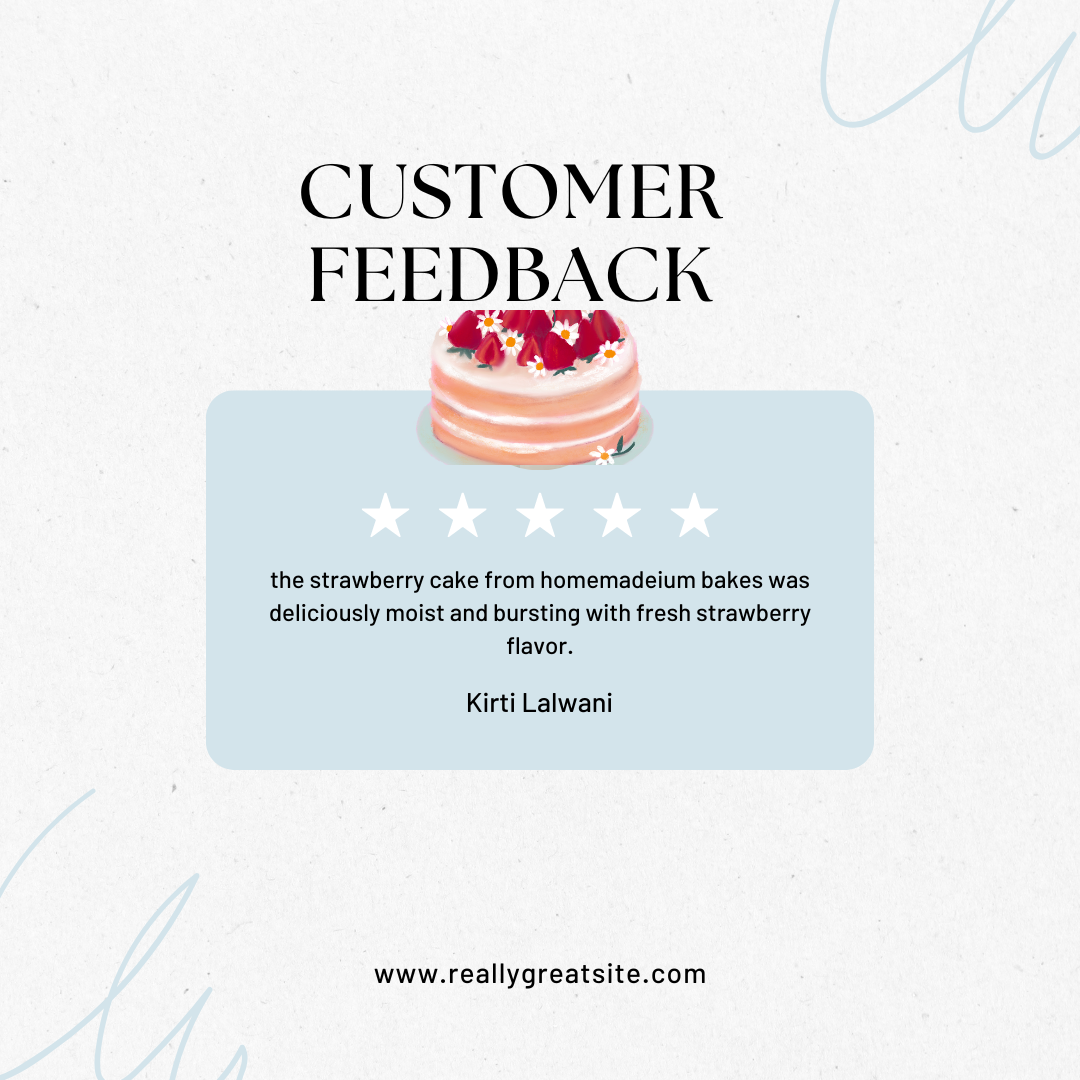 CUSTOMER
FEEDBACK
the strawberry cake from homemadeium bakes was
deliciously moist and bursting with fresh strawberry
flavor.
Kirti Lalwani
www.reallygreatsite.com